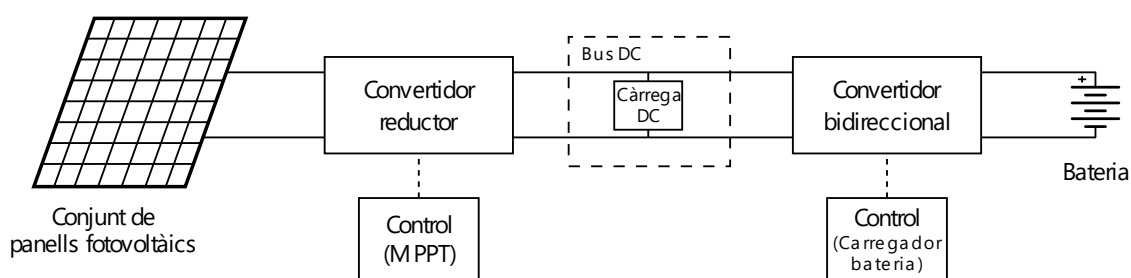 Bus DC
Convertidor
reductor
Càrrega
DC
Convertidor
bidireccional
+
Bateria
Conjunt de
panells fotovoltàics
Control
(MPPT)
Control
(Carregador
bateria)